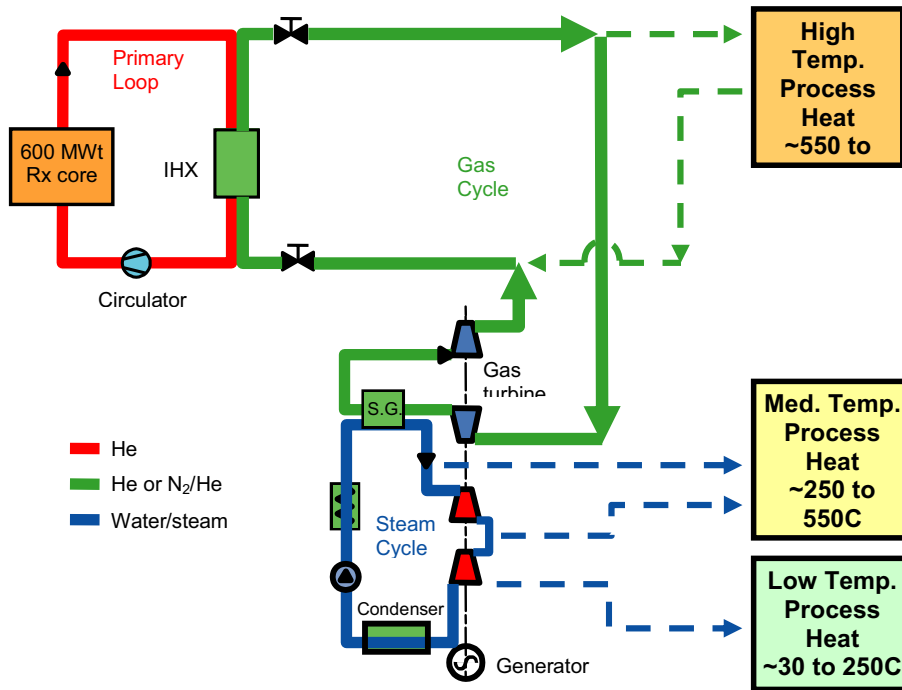 Primary
Loop
600 MWt
Rx core
IHX
Circulator
Gas
Cycle
High
Temp.
Process
Heat
~550 to
Gas
turbine
S.G.
He
He or N₂/He
Water/steam
Steam
Cycle
Condenser
Generator
Med. Temp.
Process
Heat
~250 to
550C
Low Temp.
Process
Heat
~30 to 250C